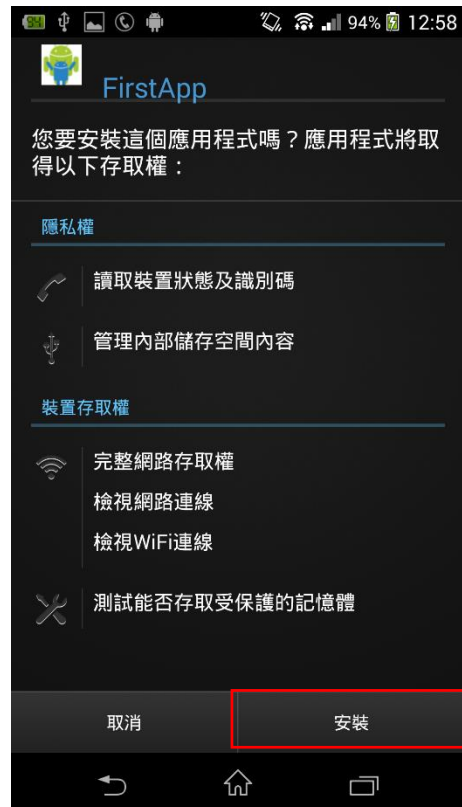 94% 12:58
FirstApp
您要安裝這個應用程式嗎？應用程式將取
得以下存取權：
隱私權
讀取裝置狀態及識別碼
管理內部儲存空間內容
裝置存取權
完整網路存取權
檢視網路連線
檢視WiFi連線
測試能否存取受保護的記憶體
取消 安裝